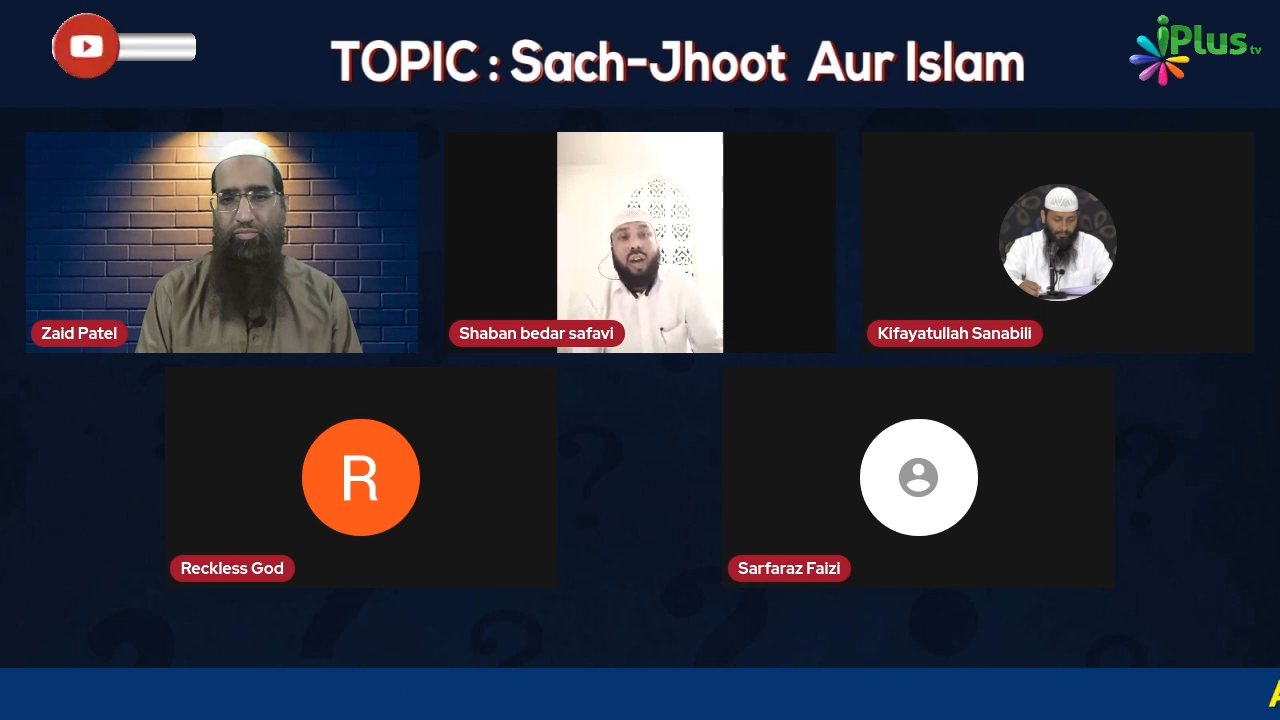 TOPIC : Sach-Jhoot Aur Islam
iPlus tv
Zaid Patel
Shaban bedar safavi
Kifayatullah Sanabili
R
Reckless God
Sarfaraz Faizi
A